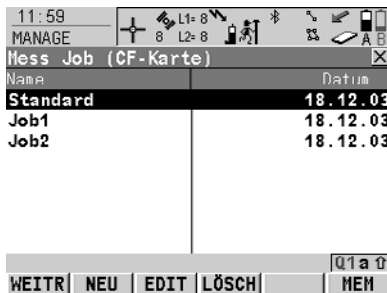 11:59
MANAGE
L1= 8
8 L2= 8
A B
Mess Job (CF-Karte)
Name Datum
Standard 18.12.03
Job1 18.12.03
Job2 18.12.03
Q1 a
WEITR NEU EDIT LÖSCH MEM